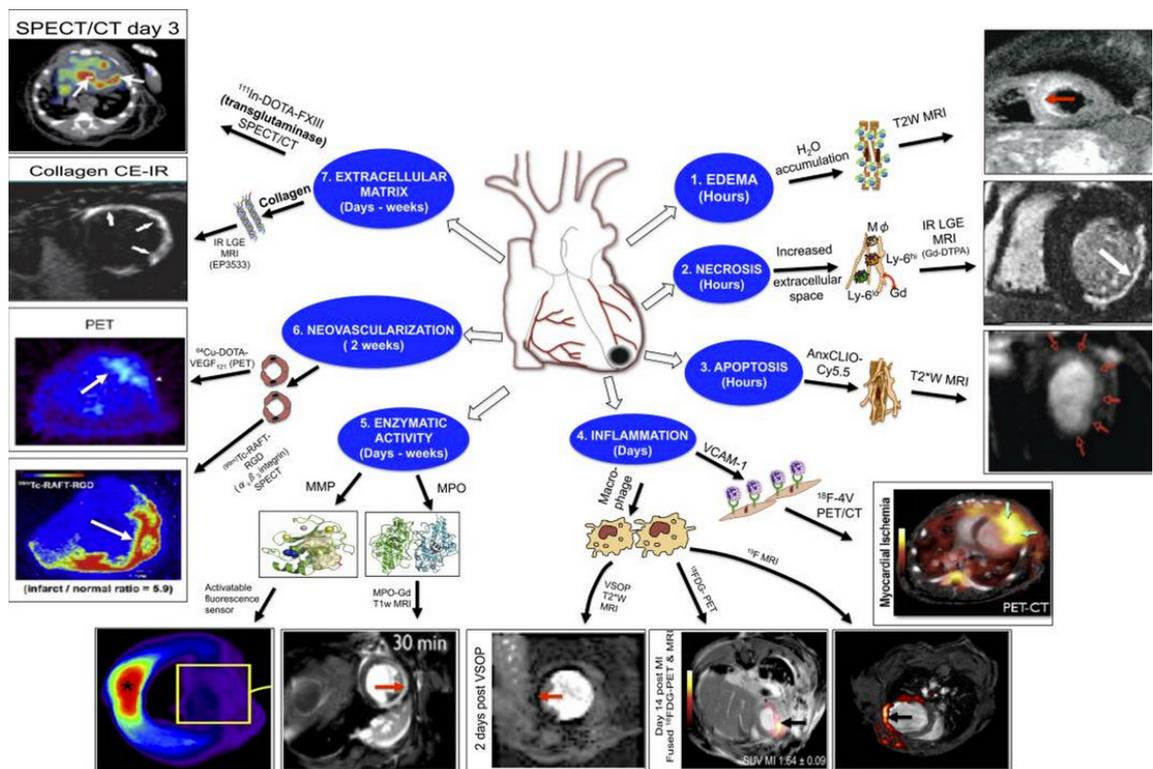 SPECT/CT day 3
¹¹¹In-DOTA-FXIII
(transglutaminase)
SPECT/CT
7. EXTRACELLULAR
MATRIX
(Days - weeks)
Collagen CE-IR
Collagen
IR LGE
MRI
(EP3533)
1. EDEMA
(Hours)
H₂O
accumulation
T2W MRI
2. NECROSIS
(Hours)
Increased
extracellular
space
M ϕ
Ly-6ʰⁱ
Ly-6ˡᵒ
Gd
IR LGE
MRI
(Gd-DTPA)
3. APOPTOSIS
(Hours)
AnxCLIO-
Cy5.5
T2*W MRI
6. NEOVASCULARIZATION
( 2 weeks)
PET
⁶⁴Cu-DOTA-
VEGF₁₂₁ (PET)
(⁹⁹ᵐ)Tc-RAFT-
RGD
(αᵥβ₃ integrin)
SPECT
⁹⁹ᵐTc-RAFT-RGD
(infarct / normal ratio = 5.9)
5. ENZYMATIC
ACTIVITY
(Days - weeks)
MMP
MPO
Activatable
fluorescence
sensor
MPO-Gd
T1w MRI
*
30 min
4. INFLAMMATION
(Days)
VCAM-1
Macro-
phage
¹⁸F-4V
PET/CT
Myocardial Ischemia
PET-CT
VSOP
T2*W
MRI
¹⁸FDG- PET
¹⁹F MRI
2 days post VSOP
Day 14 post MI
Fused ¹⁸FDG-PET & MRI
SUV MI 1.64 ± 0.09